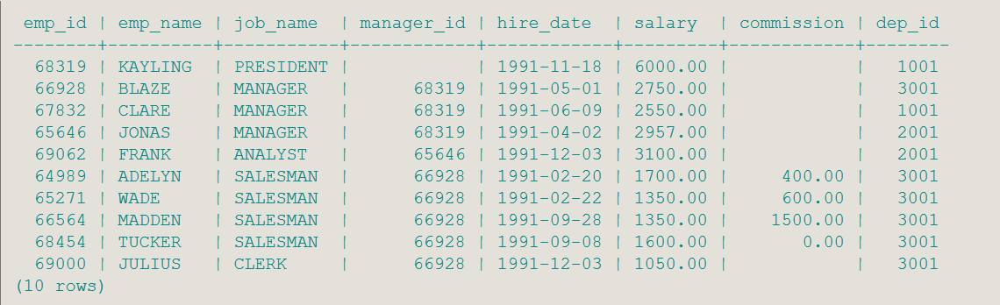 emp_id | emp_name | job_name  | manager_id | hire_date  | salary  | commission | dep_id
--------+----------+-----------+------------+------------+---------+------------+--------
  68319 | KAYLING  | PRESIDENT |            | 1991-11-18 | 6000.00 |            |   1001
  66928 | BLAZE    | MANAGER   |      68319 | 1991-05-01 | 2750.00 |            |   3001
  67832 | CLARE    | MANAGER   |      68319 | 1991-06-09 | 2550.00 |            |   1001
  65646 | JONAS    | MANAGER   |      68319 | 1991-04-02 | 2957.00 |            |   2001
  69062 | FRANK    | ANALYST   |      65646 | 1991-12-03 | 3100.00 |            |   2001
  64989 | ADELYN   | SALESMAN  |      66928 | 1991-02-20 | 1700.00 |     400.00 |   3001
  65271 | WADE     | SALESMAN  |      66928 | 1991-02-22 | 1350.00 |     600.00 |   3001
  66564 | MADDEN   | SALESMAN  |      66928 | 1991-09-28 | 1350.00 |    1500.00 |   3001
  68454 | TUCKER   | SALESMAN  |      66928 | 1991-09-08 | 1600.00 |       0.00 |   3001
  69000 | JULIUS   | CLERK     |      66928 | 1991-12-03 | 1050.00 |            |   3001
(10 rows)